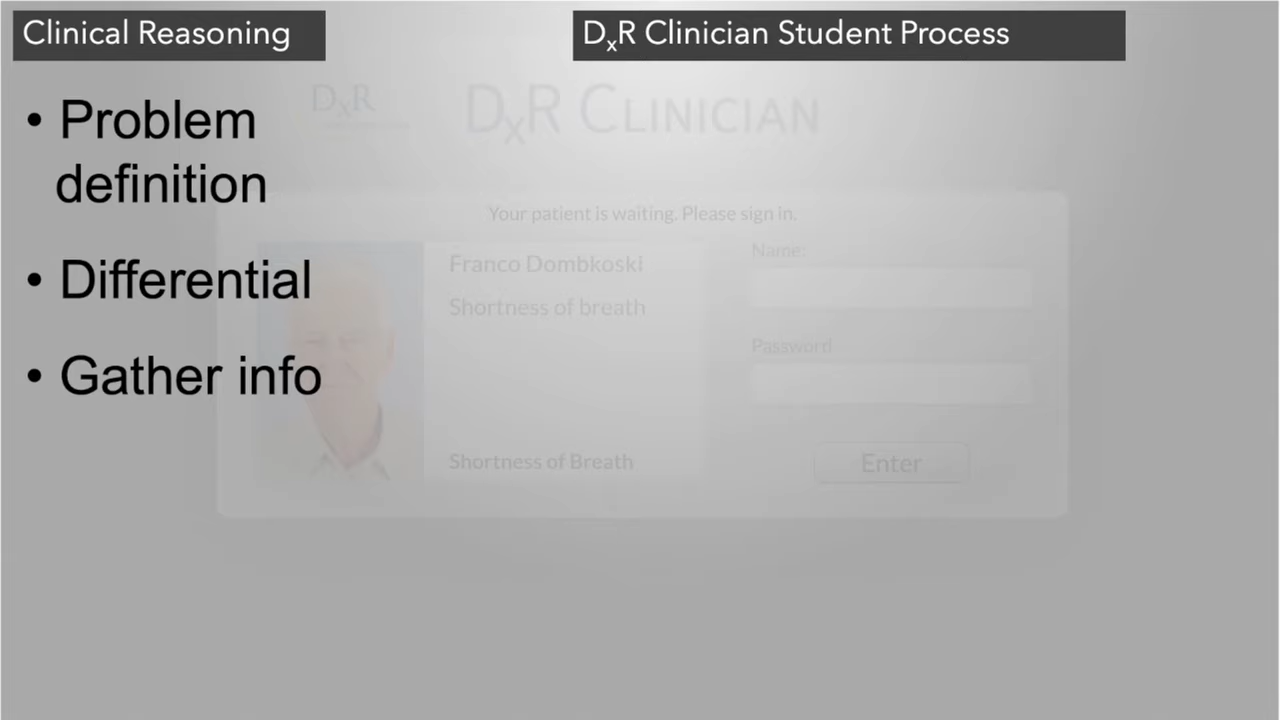 Clinical Reasoning
DxR Clinician Student Process
• Problem
definition
• Differential
• Gather info
DxR
DxR CLINICIAN
Your patient is waiting. Please sign in.
Franco Dombkoski
Shortness of breath
Shortness of Breath
Name:
Password
Enter